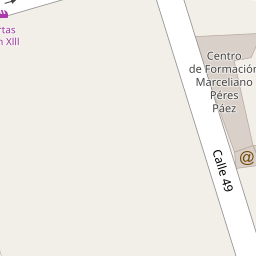 rtas
n XIII
Centro
de Formación
Marceliano
Péres
Páez
@
Calle 49